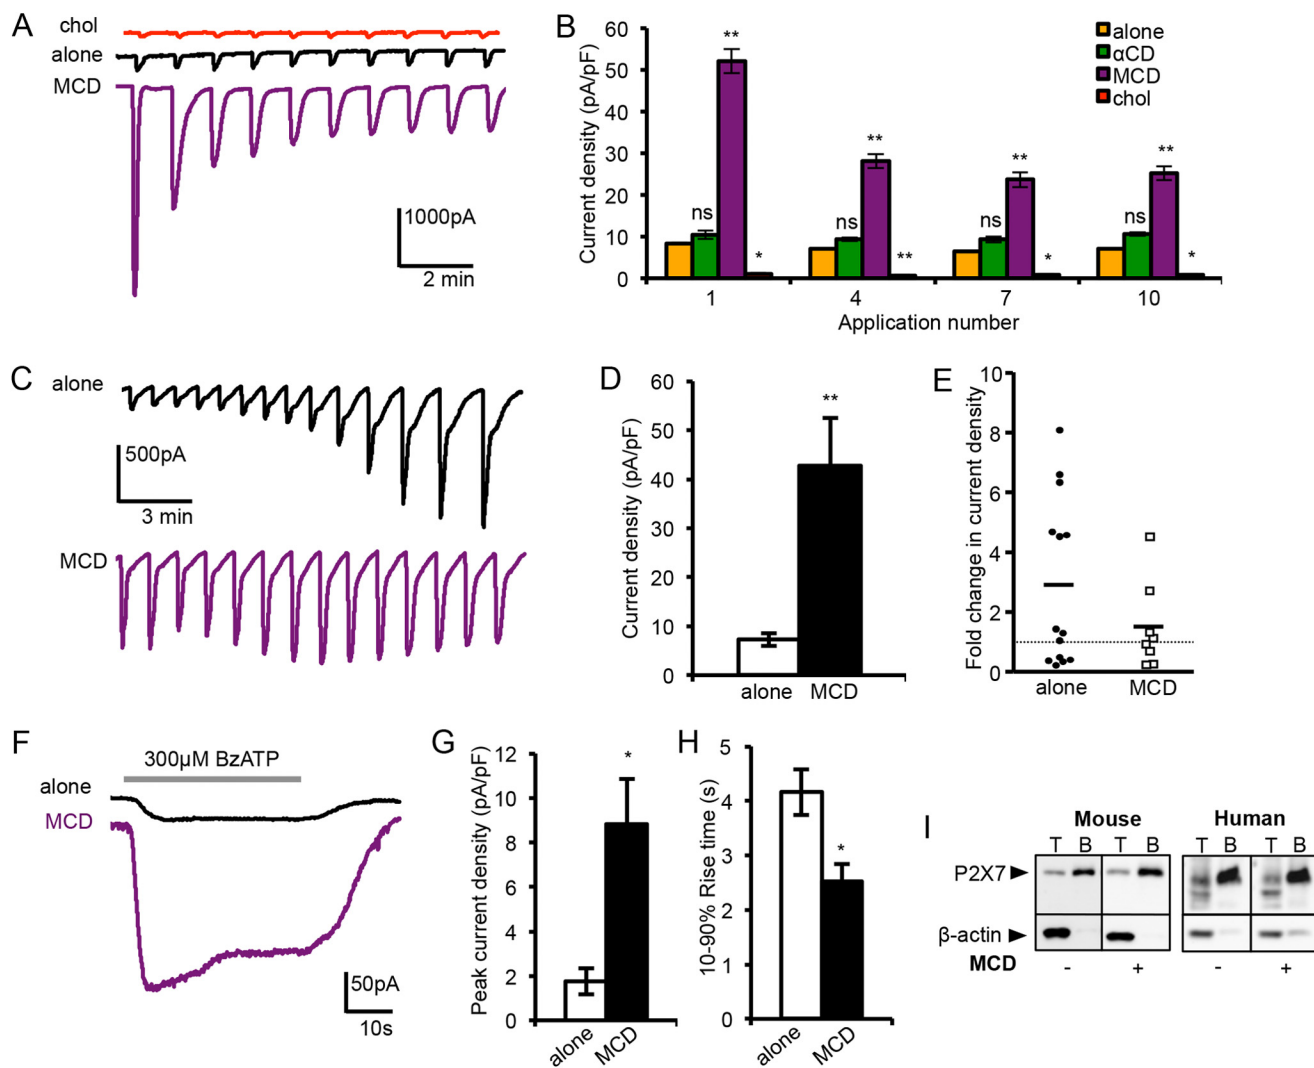 A
chol
alone
MCD
1000pA
2 min
B
Current density (pA/pF)
60
50
40
30
20
10
0
ns
**
*
ns
**
**
ns
**
*
ns
**
*
1
4
7
10
Application number
alone
αCD
MCD
chol
C
alone
500pA
3 min
MCD
D
Current density (pA/pF)
60
50
40
30
20
10
0
**
alone
MCD
E
Fold change in current density
10
8
6
4
2
0
alone
MCD
F
300µM BzATP
alone
MCD
50pA
10s
G
Peak current density (pA/pF)
12
10
8
6
4
2
0
*
alone
MCD
H
10-90% Rise time (s)
5
4
3
2
1
0
*
alone
MCD
I
Mouse
Human
T B T B T B T B
P2X7
β-actin
MCD - + - +